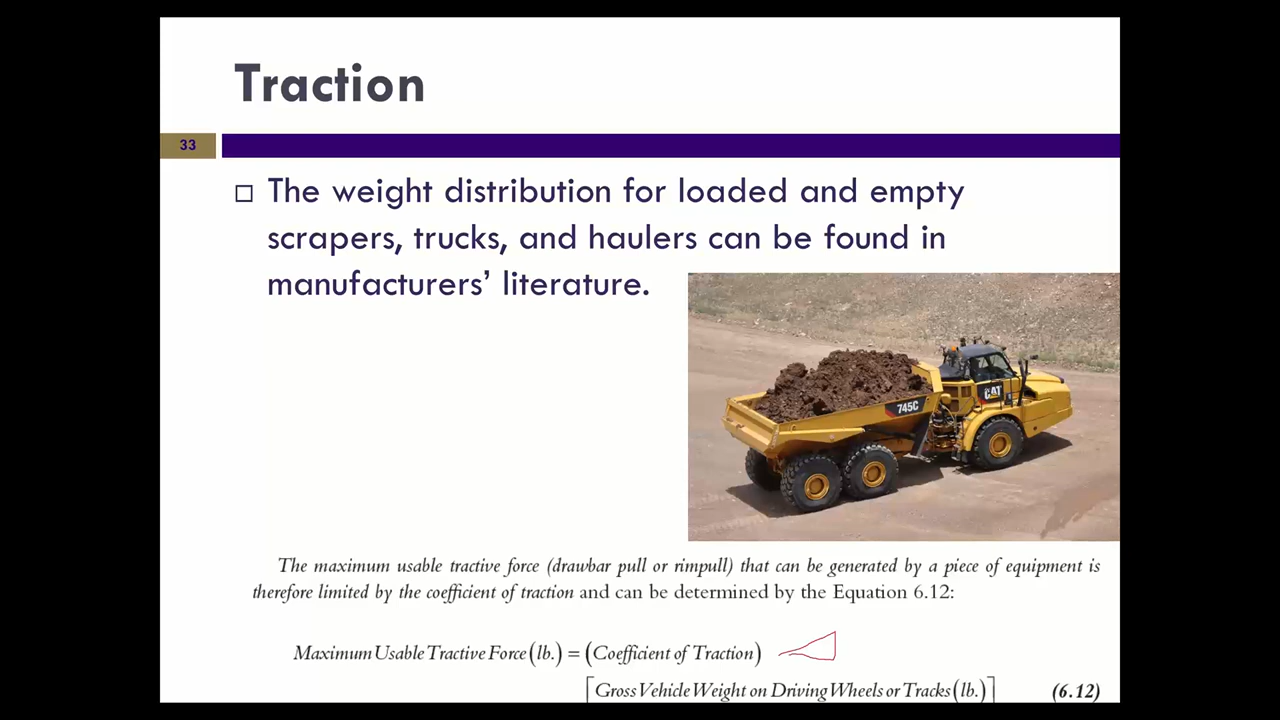 Traction
33
The weight distribution for loaded and empty
scrapers, trucks, and haulers can be found in
manufacturers' literature.
CAT
745C
The maximum usable tractive force (drawbar pull or rimpull) that can be generated by a piece of equipment is
therefore limited by the coefficient of traction and can be determined by the Equation 6.12:
Maximum Usable Tractive Force (lb.) = (Coefficient of Traction)
[Gross Vehicle Weight on Driving Wheels or Tracks (lb.)] (6.12)